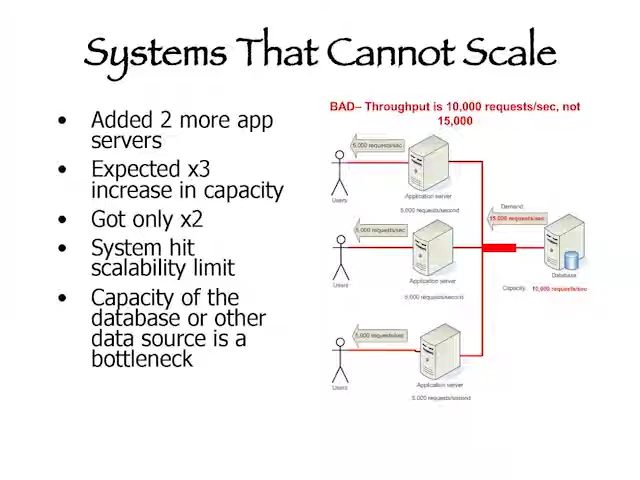 Systems That Cannot Scale
• Added 2 more app
servers
• Expected x3
increase in capacity
• Got only x2
• System hit
scalability limit
• Capacity of the
database or other
data source is a
bottleneck
BAD– Throughput is 10,000 requests/sec, not
15,000
5,000 requests/sec
Users
Application server
5,000 requests/second
5,000 requests/sec
Users
Application server
5,000 requests/second
5,000 requests/sec
Users
Application server
5,000 requests/second
Demand:
15,000 requests/sec
Database
Capacity: 10,000 requests/sec